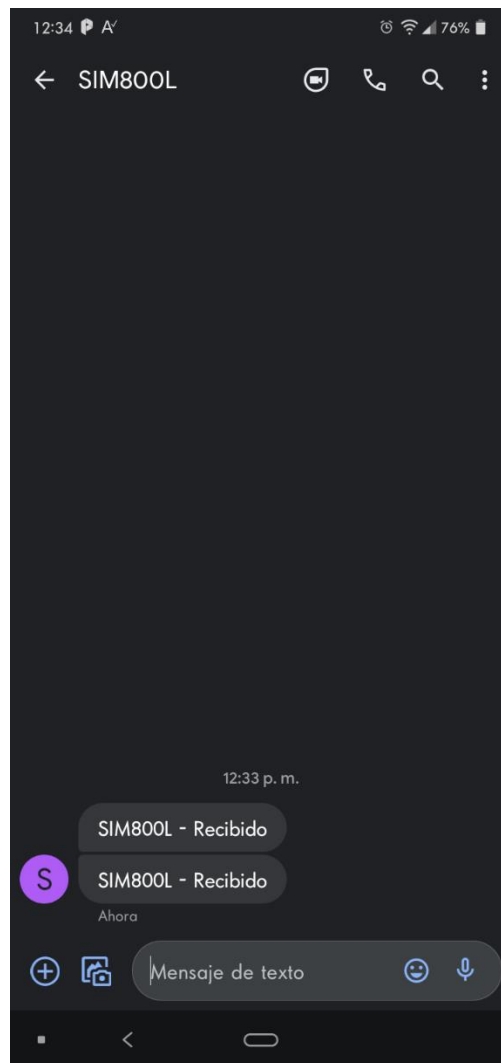 12:34
76%
SIM800L
12:33 p. m.
SIM800L - Recibido
S
SIM800L - Recibido
Ahora
Mensaje de texto